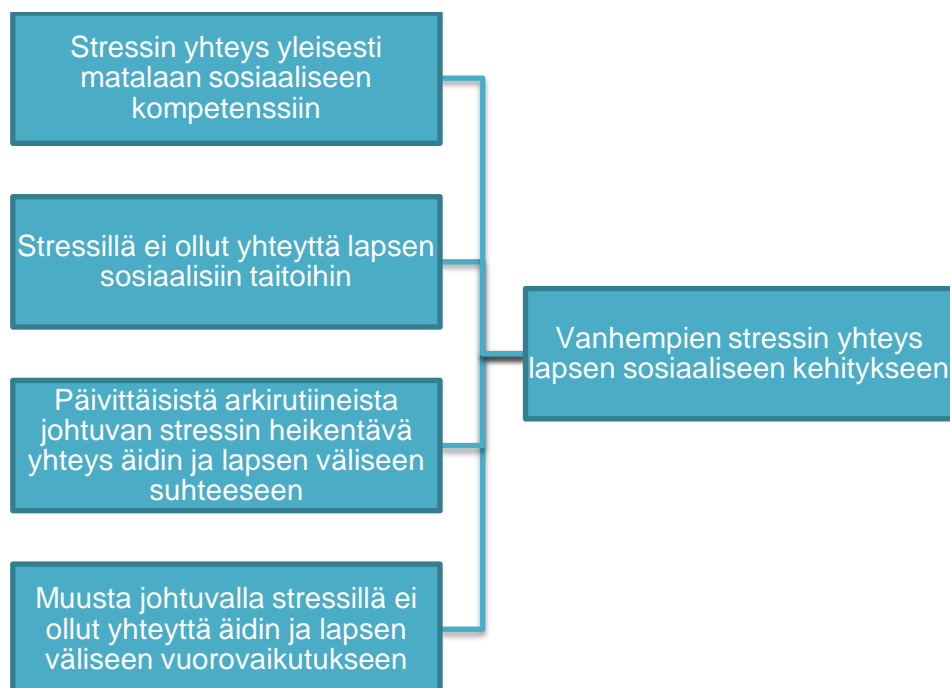 Stressin yhteys yleisesti
matalaan sosiaaliseen
kompetenssiin
Stressillä ei ollut yhteyttä lapsen
sosiaalisiin taitoihin
Päivittäisistä arkirutiineista
johtuvan stressin heikentävä
yhteys äidin ja lapsen väliseen
suhteeseen
Muusta johtuvalla stressillä ei
ollut yhteyttä äidin ja lapsen
väliseen vuorovaikutukseen
Vanhempien stressin yhteys
lapsen sosiaaliseen kehitykseen